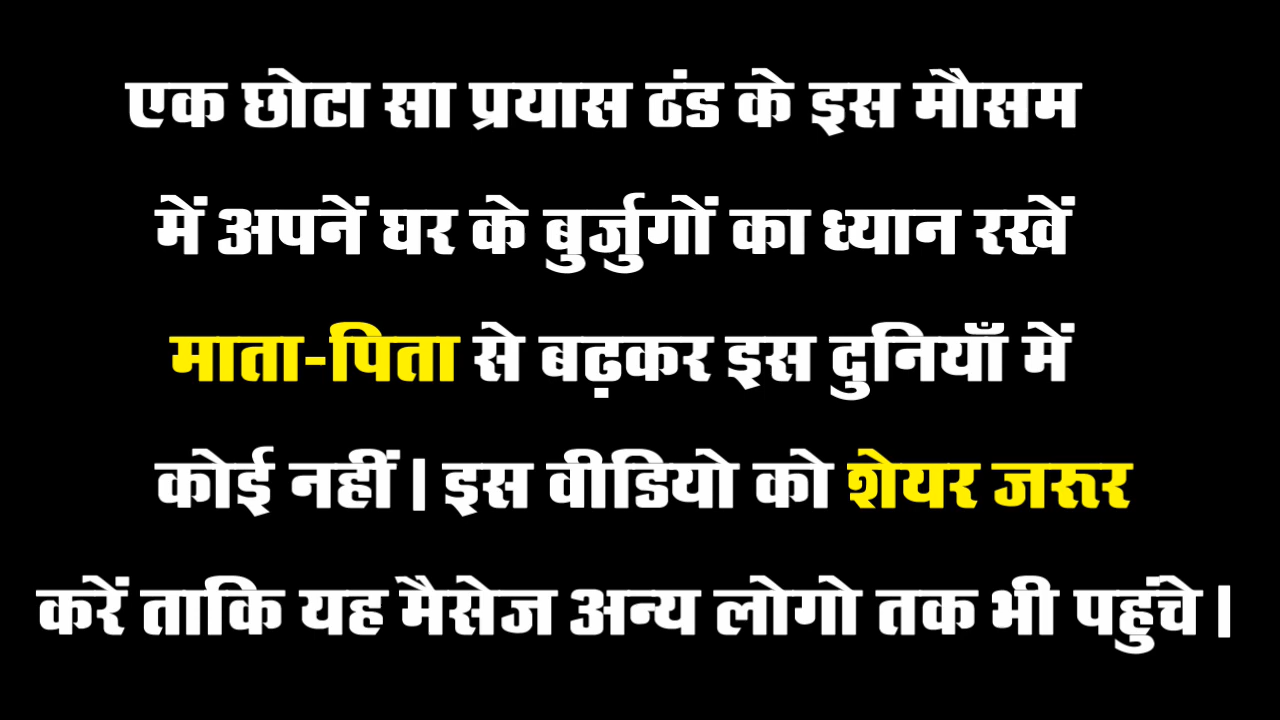 एक छोटा सा प्रयास ठंड के इस मौसम
में अपनें घर के बुर्जुगों का ध्यान रखें
माता-पिता से बढ़कर इस दुनियाँ में
कोई नहीं। इस वीडियो को शेयर जरूर
करें ताकि यह मैसेज अन्य लोगो तक भी पहुंचे।